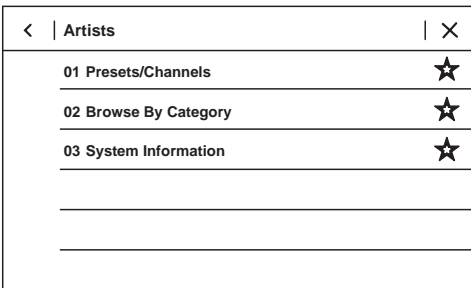 Artists
01 Presets/Channels
02 Browse By Category
03 System Information